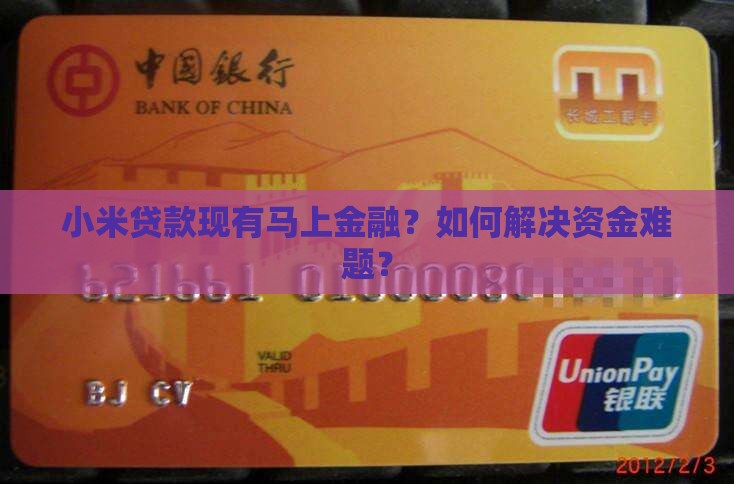 中国银行
BANK OF CHINA
长城工薪卡
小米贷款现有马上金融？如何解决资金难
题？
621661 01000080
VALID
THRU
BJ CV
UnionPay
银联
2012/2/3